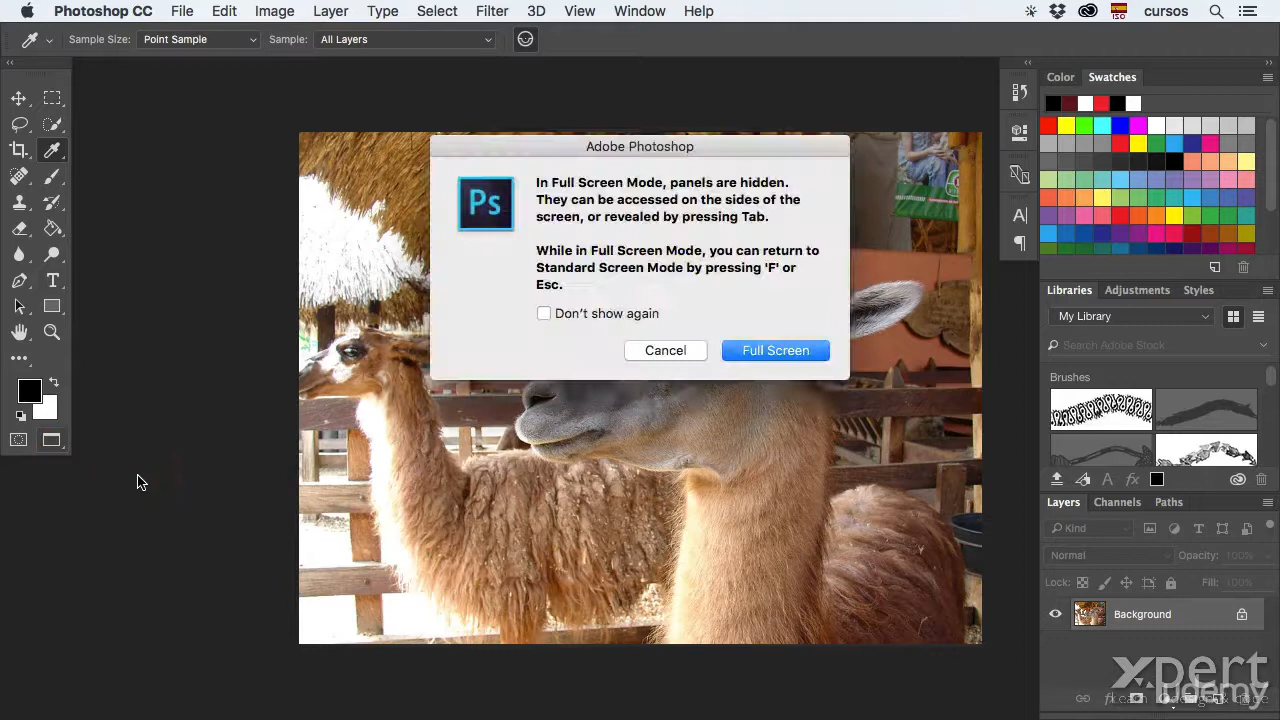 Photoshop CC File Edit Image Layer Type Select Filter 3D View Window Help ISO cursos
Sample Size: Point Sample Sample: All Layers
Color Swatches
Adobe Photoshop
Ps
In Full Screen Mode, panels are hidden.
They can be accessed on the sides of the
screen, or revealed by pressing Tab.
While in Full Screen Mode, you can return to
Standard Screen Mode by pressing 'F' or
Esc.
Don't show again
Cancel Full Screen
Libraries Adjustments Styles
My Library
Search Adobe Stock
Brushes
Layers Channels Paths
Kind
Normal Opacity: 100%
Lock: Fill: 100%
Background
xpert
udemy